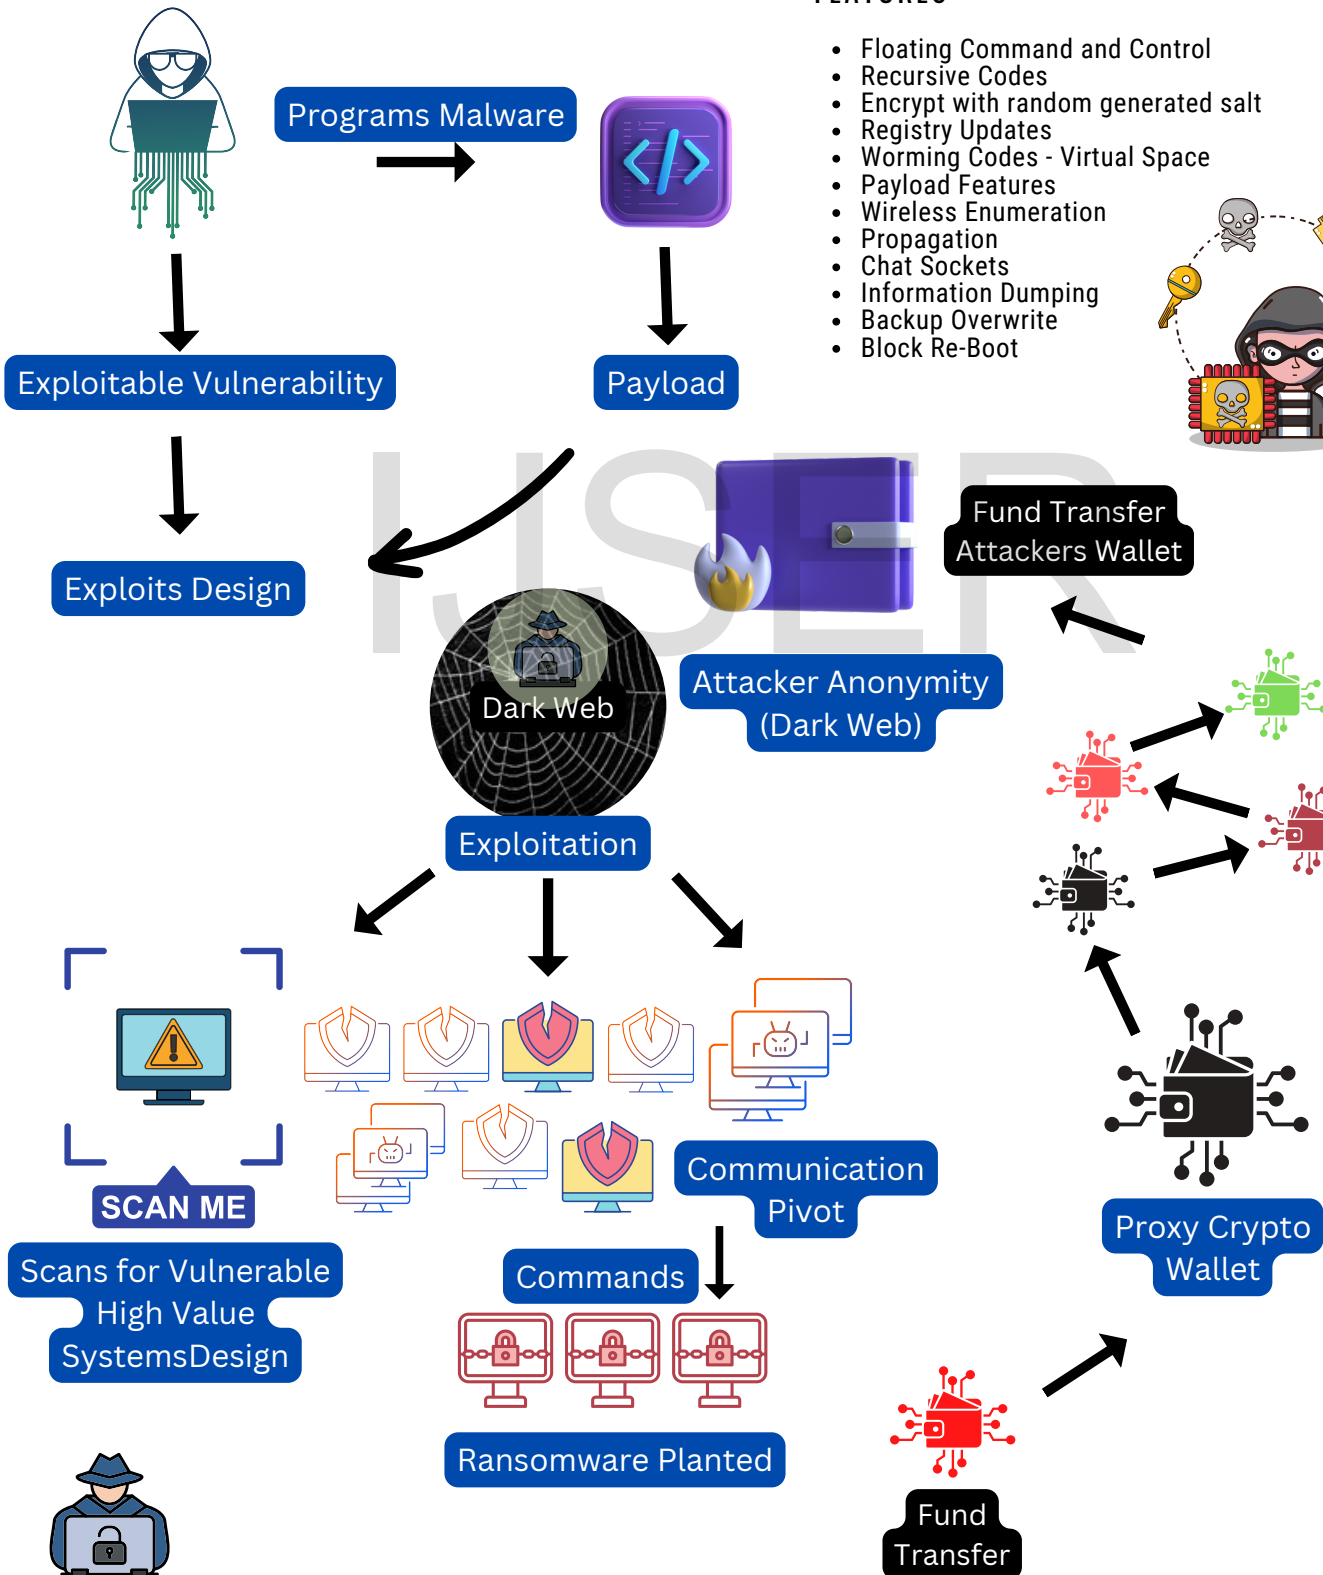 FEATURES
Floating Command and Control
Recursive Codes
Encrypt with random generated salt
Registry Updates
Worming Codes - Virtual Space
Payload Features
Wireless Enumeration
Propagation
Chat Sockets
Information Dumping
Backup Overwrite
Block Re-Boot
Programs Malware
Exploitable Vulnerability
Payload
Exploits Design
IJSER
Fund Transfer
Attackers Wallet
Dark Web
Attacker Anonymity
(Dark Web)
Exploitation
SCAN ME
Scans for Vulnerable
High Value
SystemsDesign
Communication
Pivot
Commands
Ransomware Planted
Proxy Crypto
Wallet
Fund
Transfer